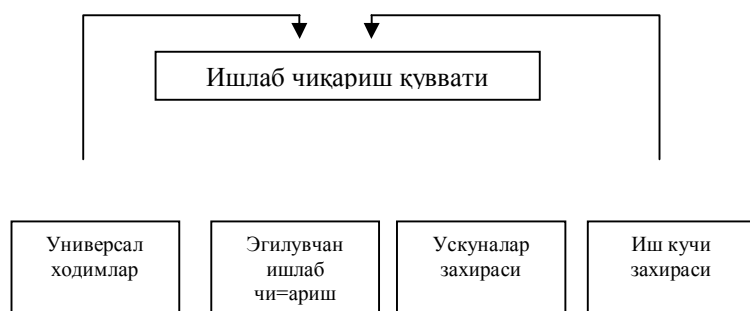 Ишлаб чиқариш қуввати
Универсал
ходимлар
Эгилувчан
ишлаб
чи=ариш
Ускуналар
захираси
Иш кучи
захираси